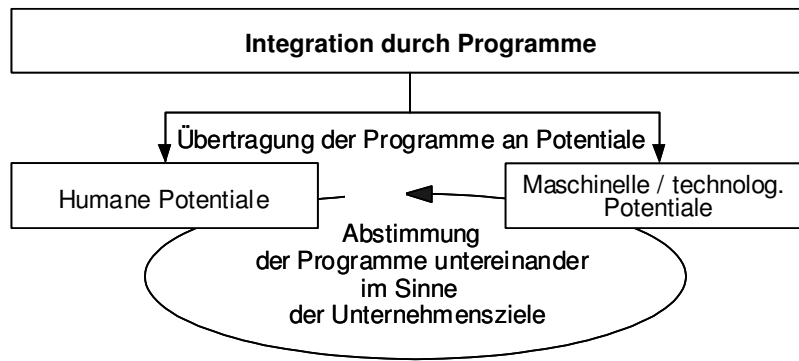 Integration durch Programme
Übertragung der Programme an Potentiale
Humane Potentiale
Maschinelle / technolog.
Potentiale
Abstimmung
der Programme untereinander
im Sinne
der Unternehmensziele